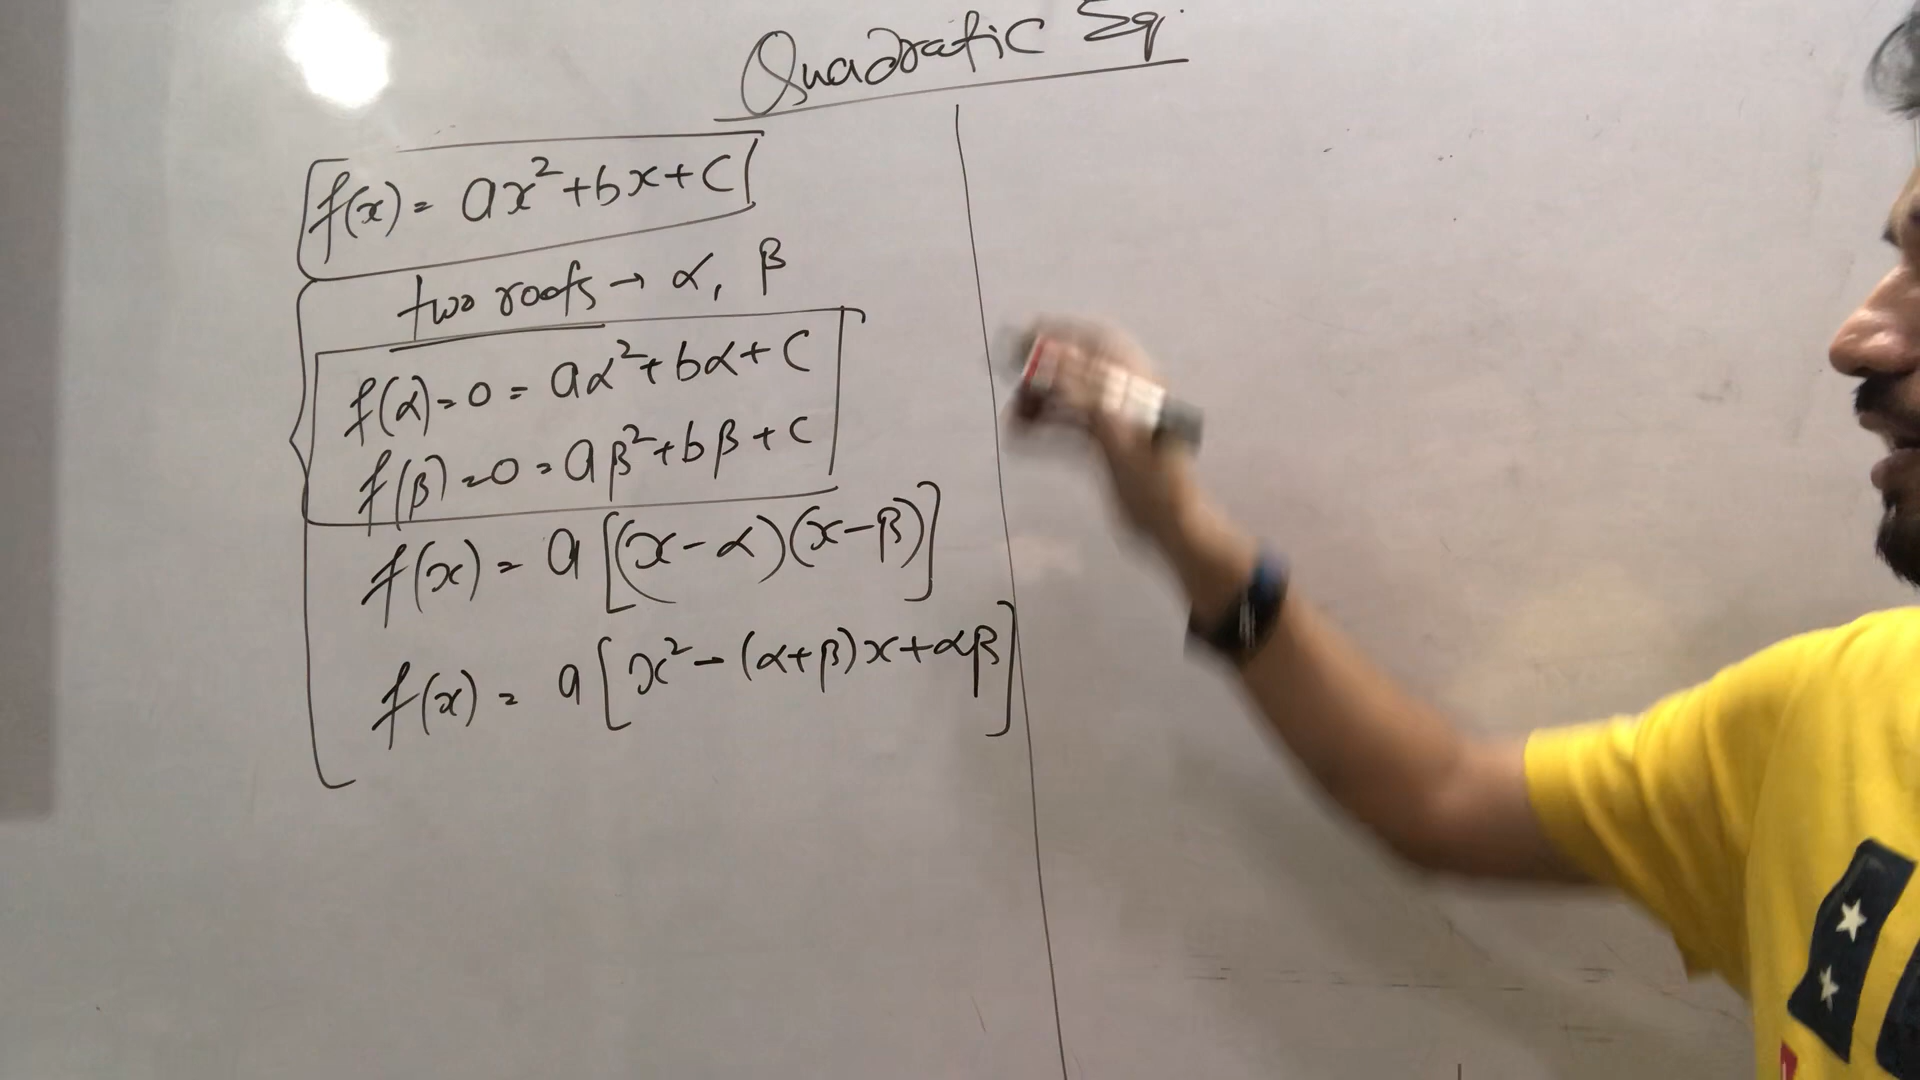 Quadratic Eq.
f(x) = ax²+bx+c
two roots → α, β
f(α)=0 = aα²+bα+c
f(β)=0 = aβ²+bβ+c
f(x) = a[(x-α)(x-β)]
f(x) = a[x²-(α+β)x+αβ]